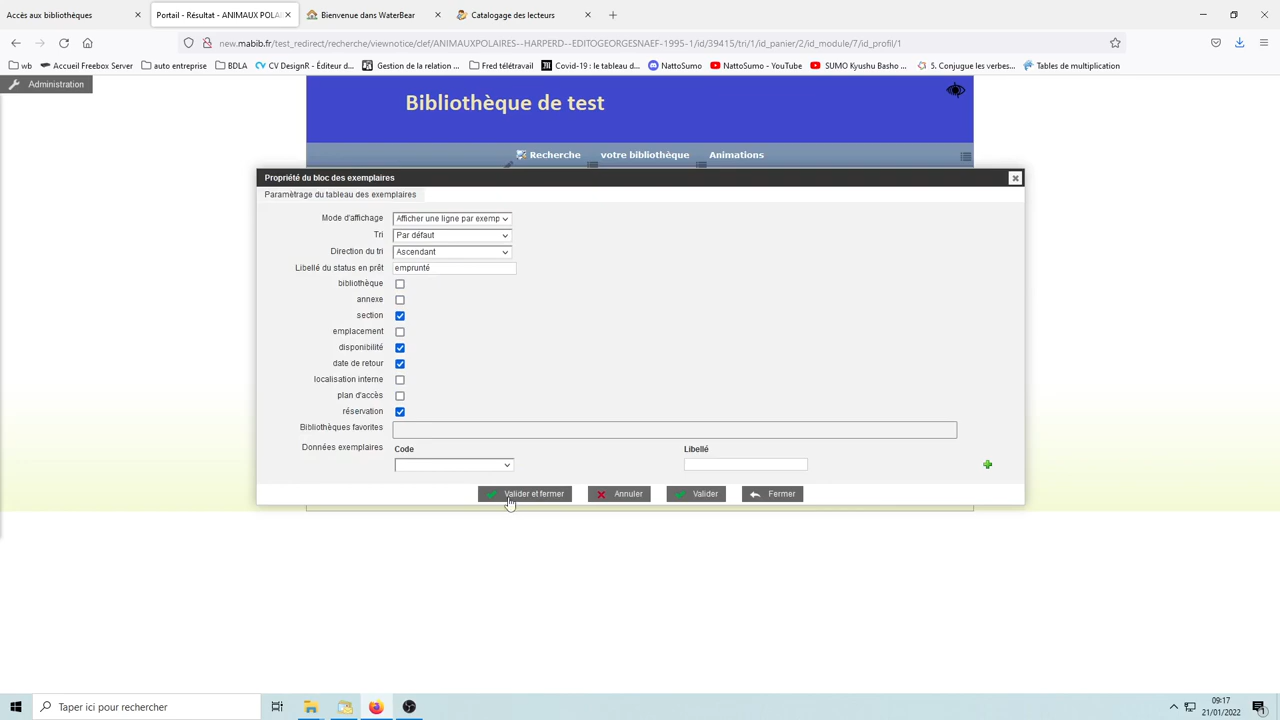 Accès aux bibliothèques
Portail - Résultat - ANIMAUX POLAI
Bienvenue dans WaterBear
Catalogage des lecteurs
new.mabib.fr/test_redirect/recherche/viewnotice/def/ANIMAUXPOLAIRES--HARPERD--EDITOGEORGESNAEF-1995-1/id/39415/tri/1/id_panier/2/id_module/7/id_profil/1
wb
Accueil Freebox Server
auto entreprise
BDLA
CV DesignR - Éditeur d...
Gestion de la relation ...
Fred télétravail
Covid-19 : le tableau d...
NattoSumo
NattoSumo - YouTube
SUMO Kyushu Basho ...
5. Conjugue les verbes...
Tables de multiplication
Administration
Bibliothèque de test
Recherche
votre bibliothèque
Animations
Propriété du bloc des exemplaires
Paramètrage du tableau des exemplaires
Mode d'affichage Afficher une ligne par exemp
Tri Par défaut
Direction du tri Ascendant
Libellé du status en prêt emprunté
bibliothèque
annexe
section
emplacement
disponibilité
date de retour
localisation interne
plan d'accès
réservation
Bibliothèques favorites
Données exemplaires Code Libellé
Valider et fermer Annuler Valider Fermer
Taper ici pour rechercher
09:17
21/01/2022